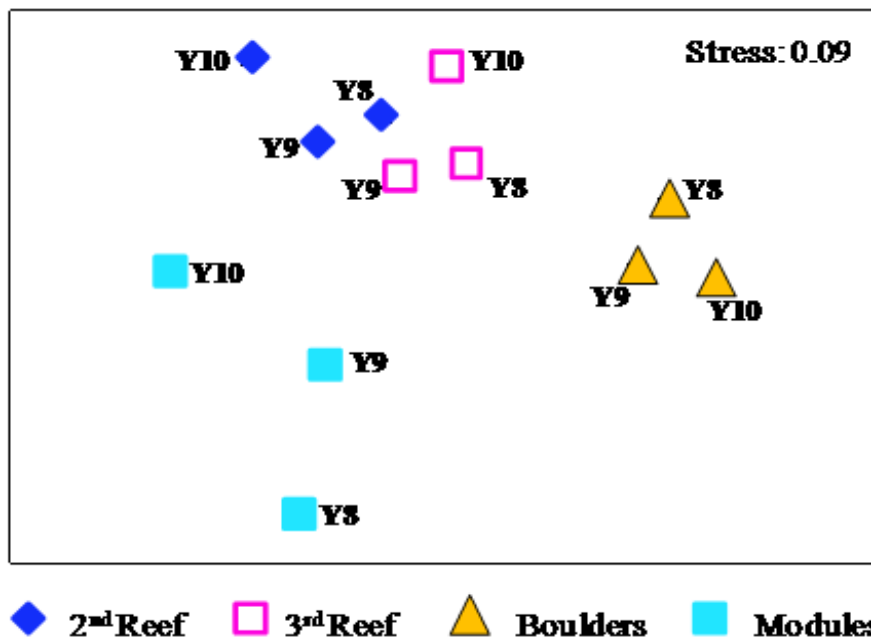 Y10
Y10
Stress: 0.09
Y8
Y9
Y9
Y8
Y8
Y10
Y9
Y10
Y9
Y8
2nd Reef
3rd Reef
Boulders
Modules